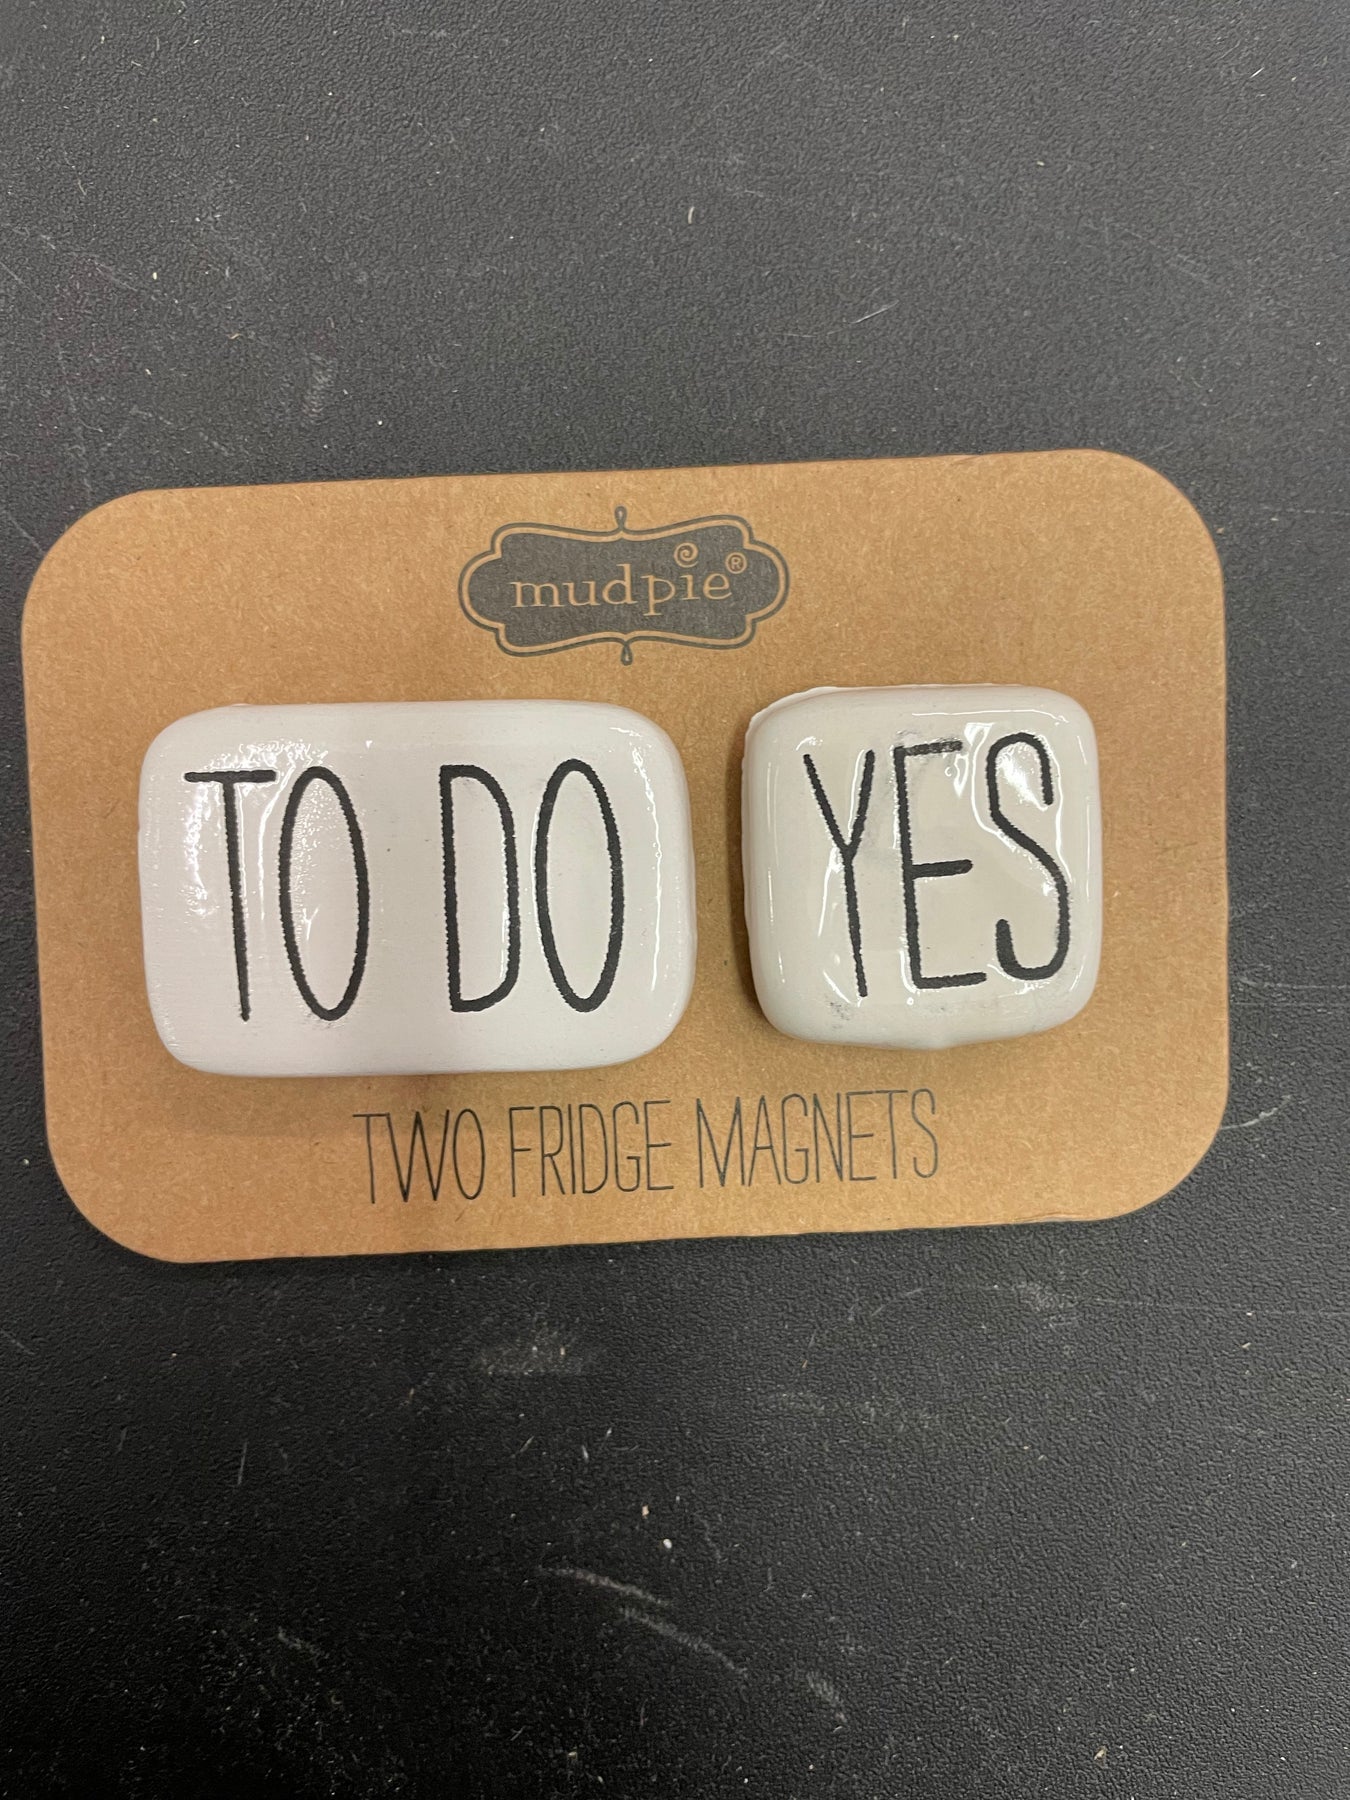 mudpie®
TO DO YES
TWO FRIDGE MAGNETS